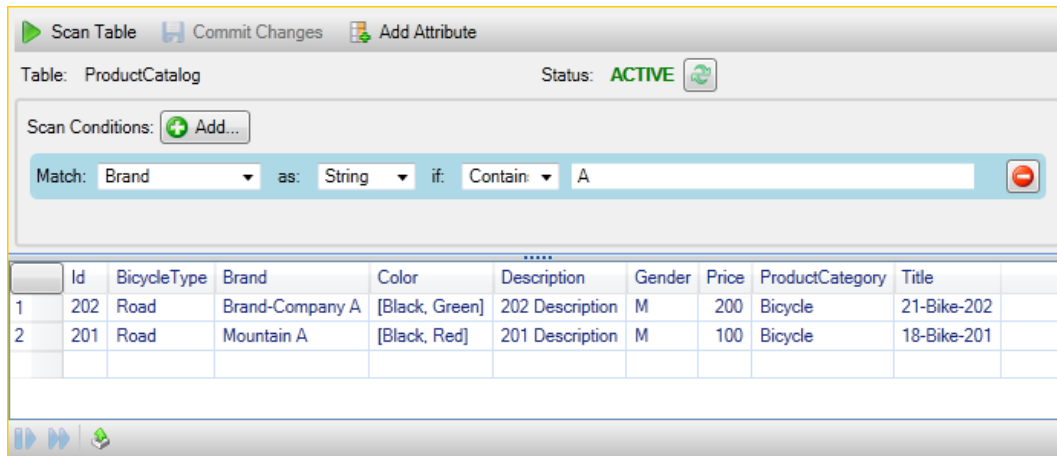 Scan Table Commit Changes Add Attribute
Table: ProductCatalog Status: ACTIVE
Scan Conditions: Add...
Match: Brand as: String if: Contain A
Id BicycleType Brand Color Description Gender Price ProductCategory Title
1 202 Road Brand-Company A [Black, Green] 202 Description M 200 Bicycle 21-Bike-202
2 201 Road Mountain A [Black, Red] 201 Description M 100 Bicycle 18-Bike-201